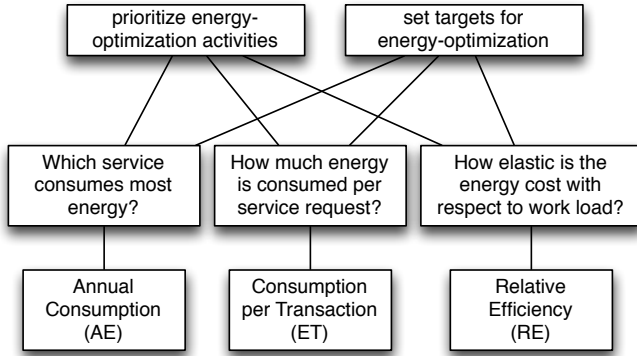 prioritize energy-
optimization activities
set targets for
energy-optimization
Which service
consumes most
energy?
How much energy
is consumed per
service request?
How elastic is the
energy cost with
respect to work load?
Annual
Consumption
(AE)
Consumption
per Transaction
(ET)
Relative
Efficiency
(RE)